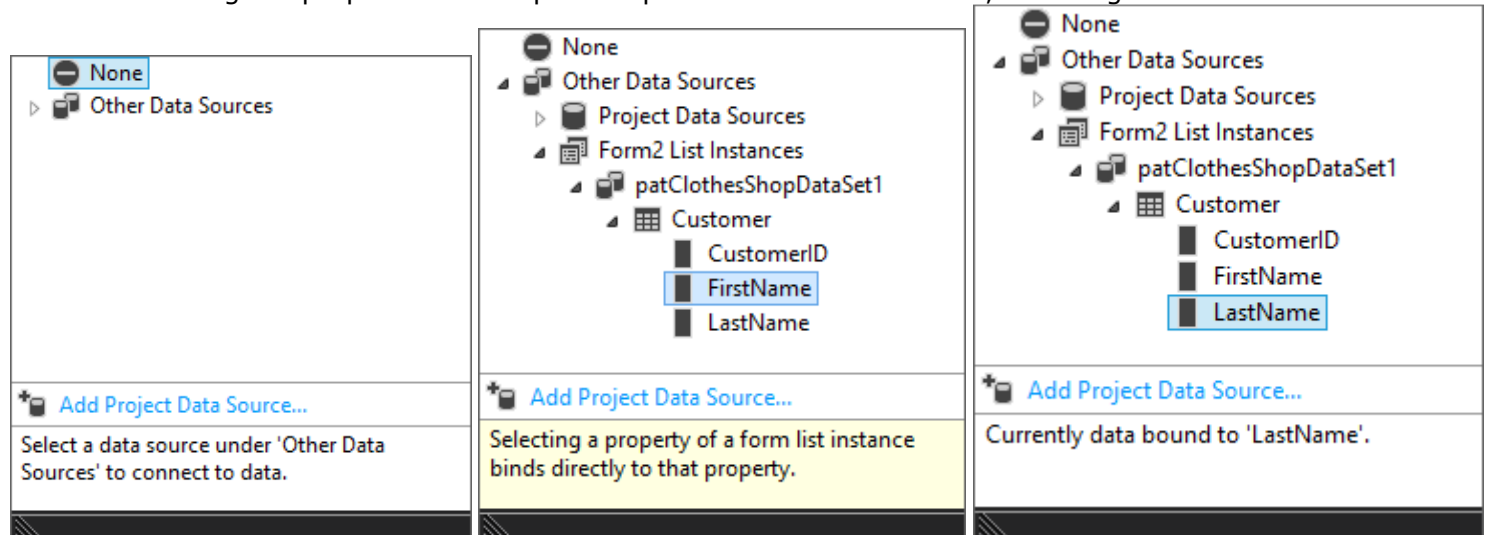 None
Other Data Sources
Add Project Data Source...
Select a data source under 'Other Data
Sources' to connect to data.
None
Other Data Sources
Project Data Sources
Form2 List Instances
patClothesShopDataSet1
Customer
CustomerID
FirstName
LastName
Add Project Data Source...
Selecting a property of a form list instance
binds directly to that property.
None
Other Data Sources
Project Data Sources
Form2 List Instances
patClothesShopDataSet1
Customer
CustomerID
FirstName
LastName
Add Project Data Source...
Currently data bound to 'LastName'.